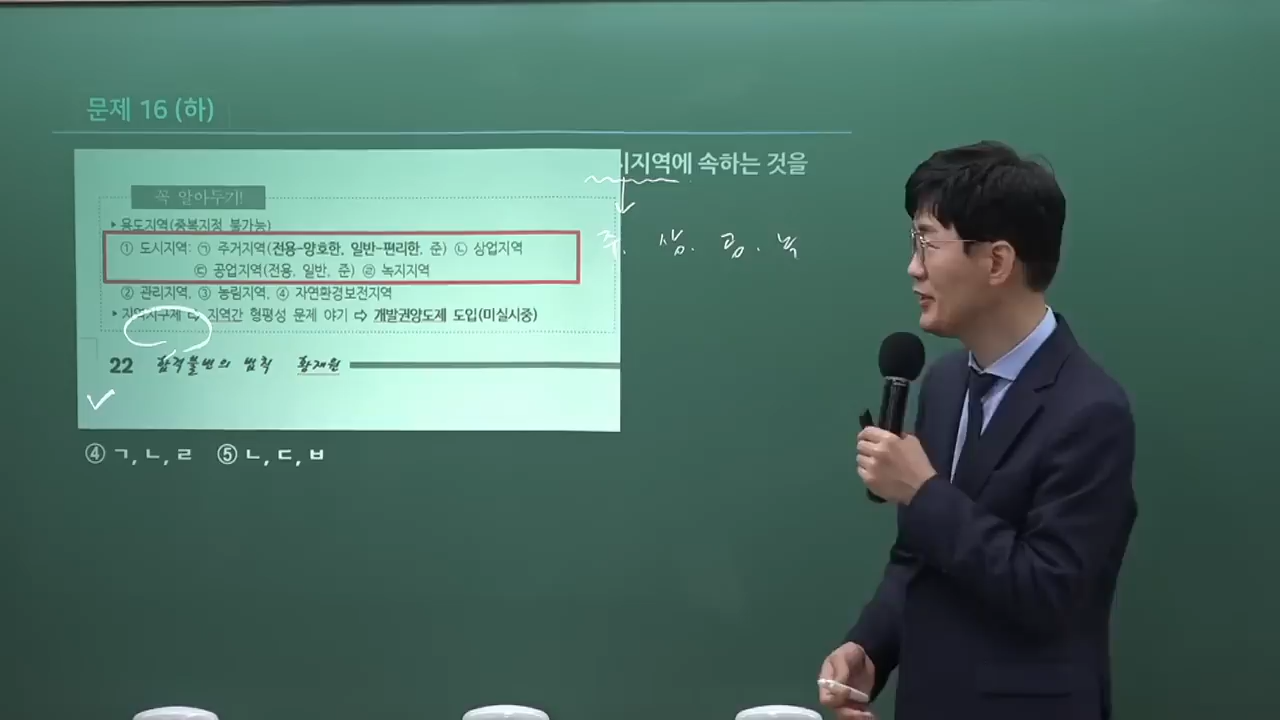 문제 16 (하)
시지역에 속하는 것을
꼭 알아두기!
▸용도지역(중복지정 불가능)
① 도시지역: ㉠ 주거지역(전용-양호한, 일반-편리한, 준) ㉡ 상업지역
㉢ 공업지역(전용, 일반, 준) ㉣ 녹지지역
주. 상. 공. 녹
② 관리지역, ③ 농림지역, ④ 자연환경보전지역
▸지역지구제 ⇨ 지역간 형평성 문제 야기 ⇨ 개발권양도제 도입(미실시중)
22 합격불변의 법칙 황재원
④ ㄱ, ㄴ, ㄹ ⑤ ㄴ, ㄷ, ㅂ